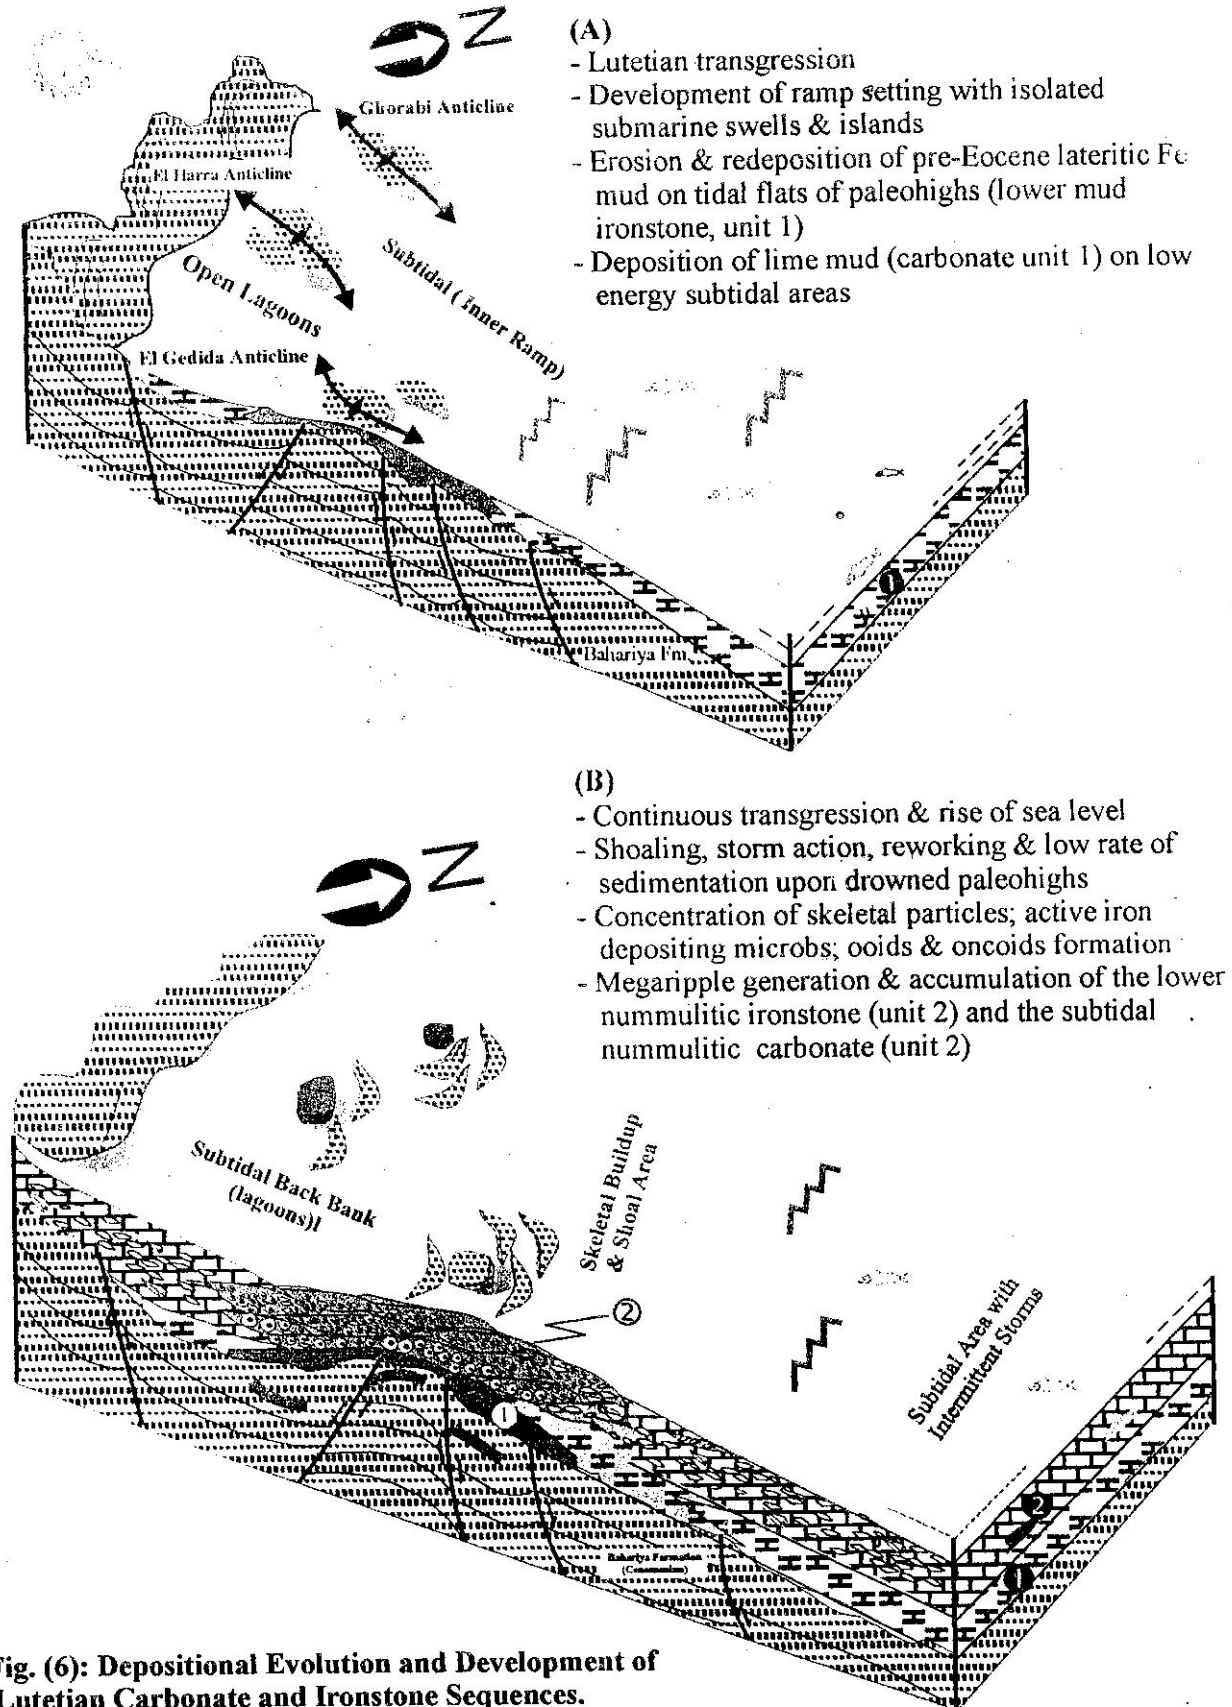 N
(A)
- Lutetian transgression
- Development of ramp setting with isolated
submarine swells & islands
- Erosion & redeposition of pre-Eocene lateritic Fe
mud on tidal flats of paleohighs (lower mud
ironstone, unit 1)
- Deposition of lime mud (carbonate unit 1) on low
energy subtidal areas
Ghorabi Anticline
El Harra Anticline
Open Lagoons
Subtidal (Inner Ramp)
El Gedida Anticline
1
Bahariya Fm.
(B)
- Continuous transgression & rise of sea level
- Shoaling, storm action, reworking & low rate of
sedimentation upon drowned paleohighs
- Concentration of skeletal particles; active iron
depositing microbs; ooids & oncoids formation
- Megaripple generation & accumulation of the lower
nummulitic ironstone (unit 2) and the subtidal
nummulitic carbonate (unit 2)
N
Subtidal Back Bank
(lagoons)l
Skeletal Buildup
& Shoal Area
2
Subtidal Area with
Intermittent Storms
1
2
1
Bahariya Formation
(Cenomanian)
Fig. (6): Depositional Evolution and Development of
Lutetian Carbonate and Ironstone Sequences.